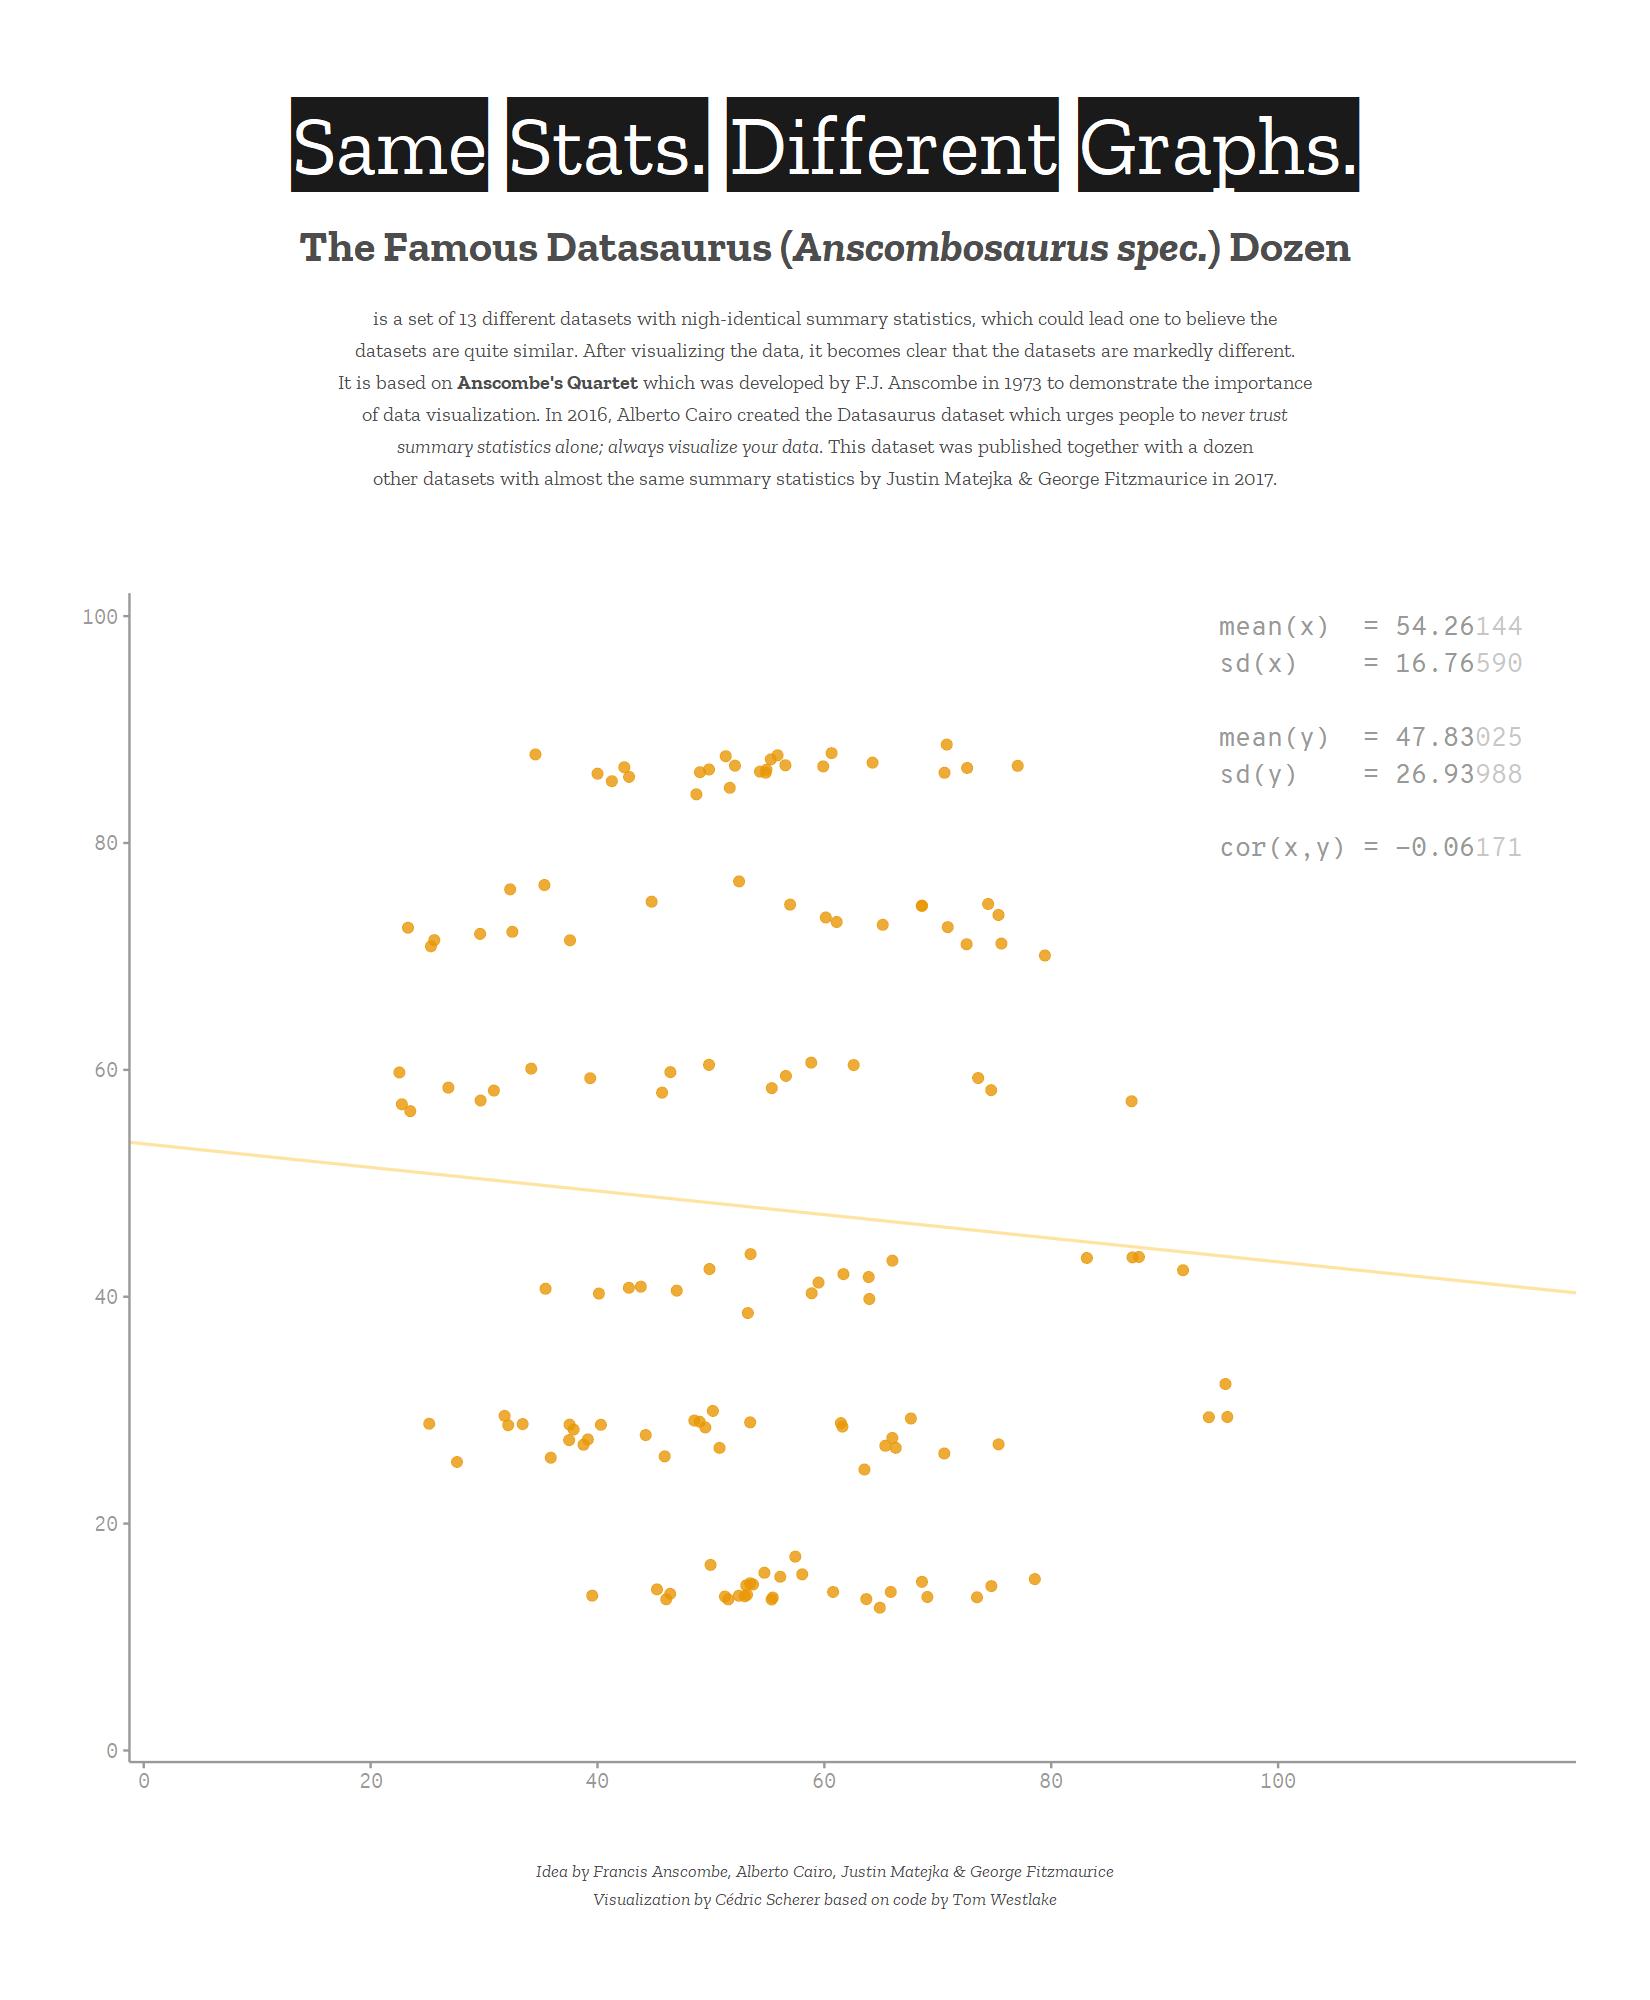 Same Stats. Different Graphs.
The Famous Datasaurus (Anscombosaurus spec.) Dozen
is a set of 13 different datasets with nigh-identical summary statistics, which could lead one to believe the
datasets are quite similar. After visualizing the data, it becomes clear that the datasets are markedly different.
It is based on Anscombe's Quartet which was developed by F.J. Anscombe in 1973 to demonstrate the importance
of data visualization. In 2016, Alberto Cairo created the Datasaurus dataset which urges people to never trust
summary statistics alone; always visualize your data. This dataset was published together with a dozen
other datasets with almost the same summary statistics by Justin Matejka & George Fitzmaurice in 2017.
mean(x) = 54.26144
sd(x) = 16.76590
mean(y) = 47.83025
sd(y) = 26.93988
cor(x,y) = -0.06171
100
80
60
40
20
0
0 20 40 60 80 100
Idea by Francis Anscombe, Alberto Cairo, Justin Matejka & George Fitzmaurice
Visualization by Cédric Scherer based on code by Tom Westlake